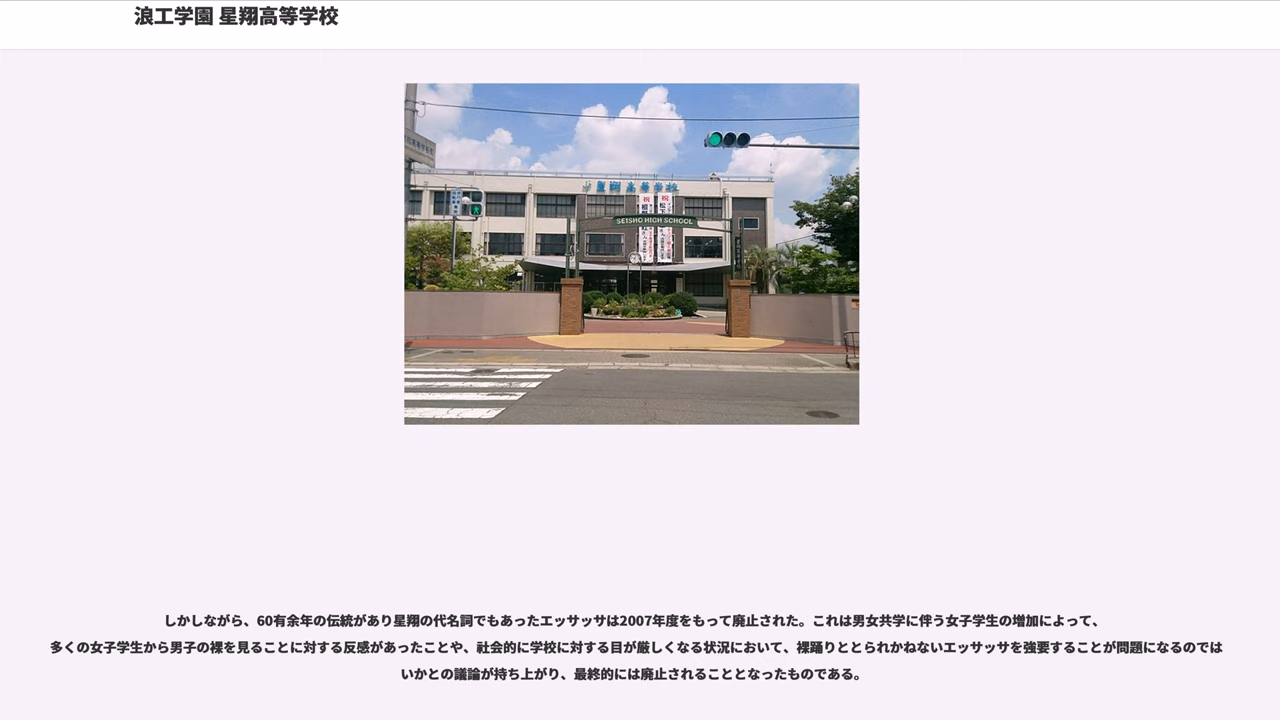 浪工学園 星翔高等学校
星翔高等学校
祝
祝
SEISHO HIGH SCHOOL
しかしながら、60有余年の伝統があり星翔の代名詞でもあったエッサッサは2007年度をもって廃止された。これは男女共学に伴う女子学生の増加によって、
多くの女子学生から男子の裸を見ることに対する反感があったことや、社会的に学校に対する目が厳しくなる状況において、裸踊りととられかねないエッサッサを強要することが問題になるのでは
いかとの議論が持ち上がり、最終的には廃止されることとなったものである。